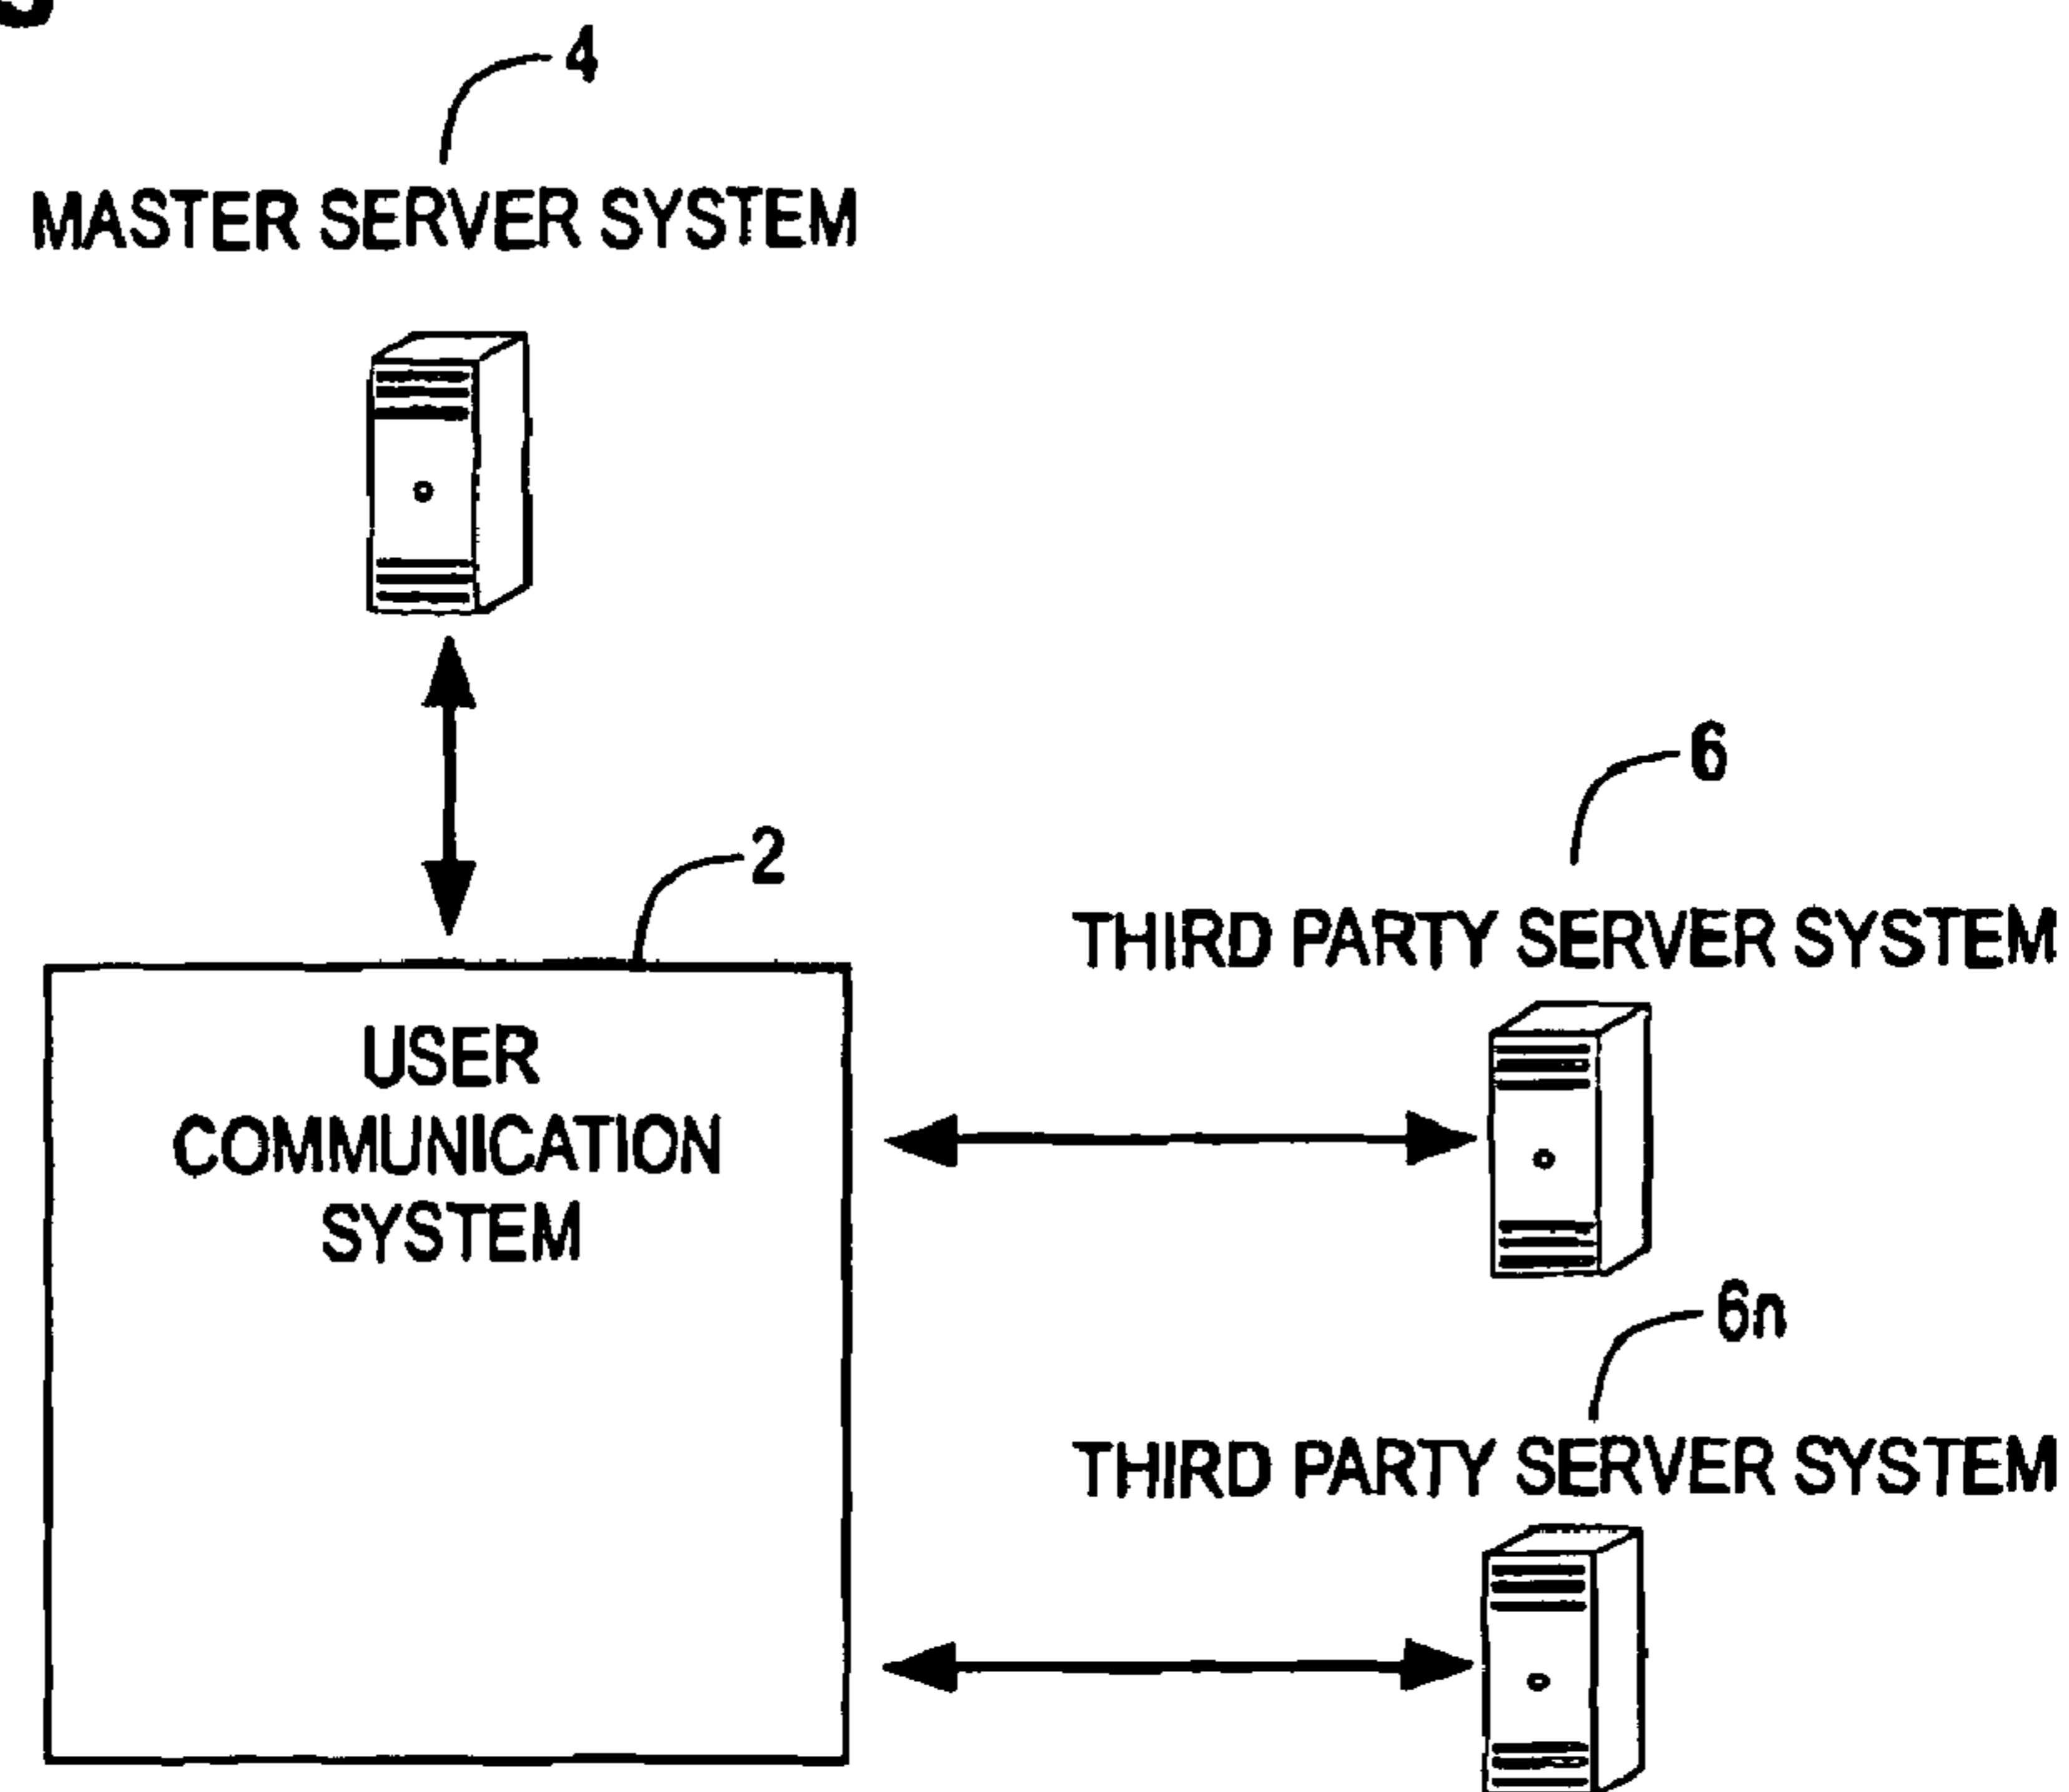 4
MASTER SERVER SYSTEM
2
6
THIRD PARTY SERVER SYSTEM
USER
COMMUNICATION
SYSTEM
6n
THIRD PARTY SERVER SYSTEM